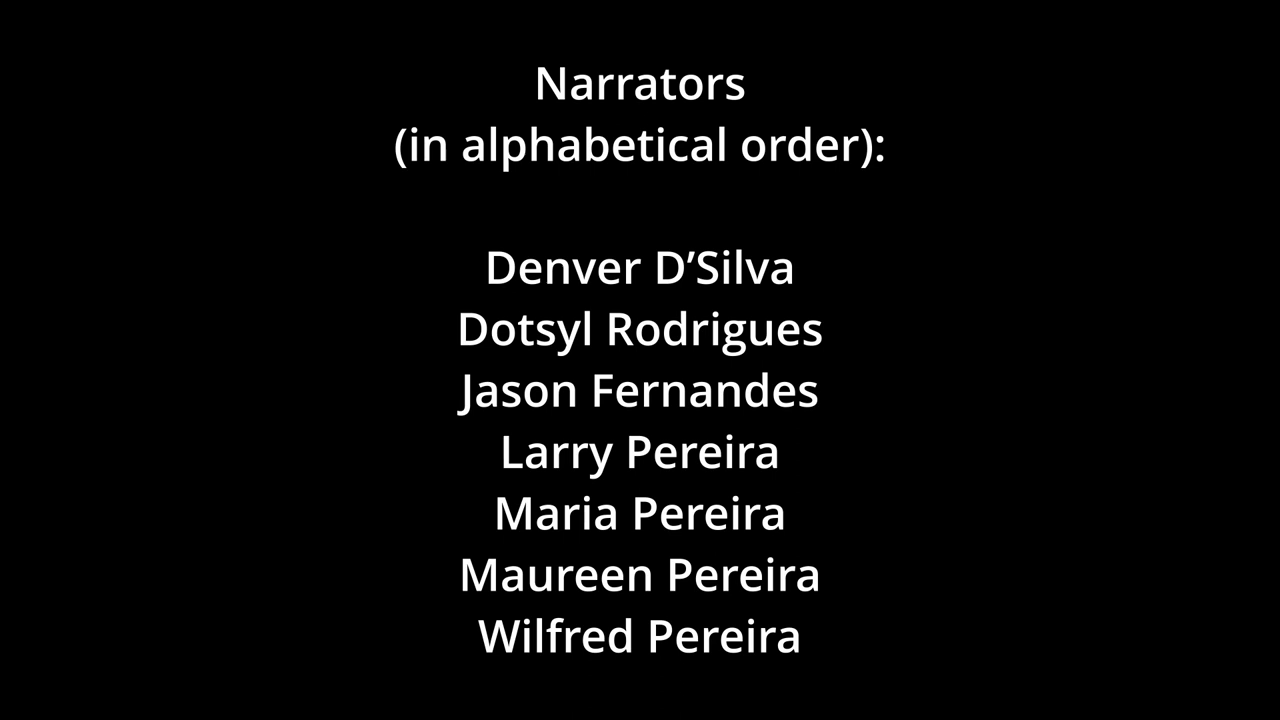 Narrators
(in alphabetical order):
Denver D’Silva
Dotsyl Rodrigues
Jason Fernandes
Larry Pereira
Maria Pereira
Maureen Pereira
Wilfred Pereira